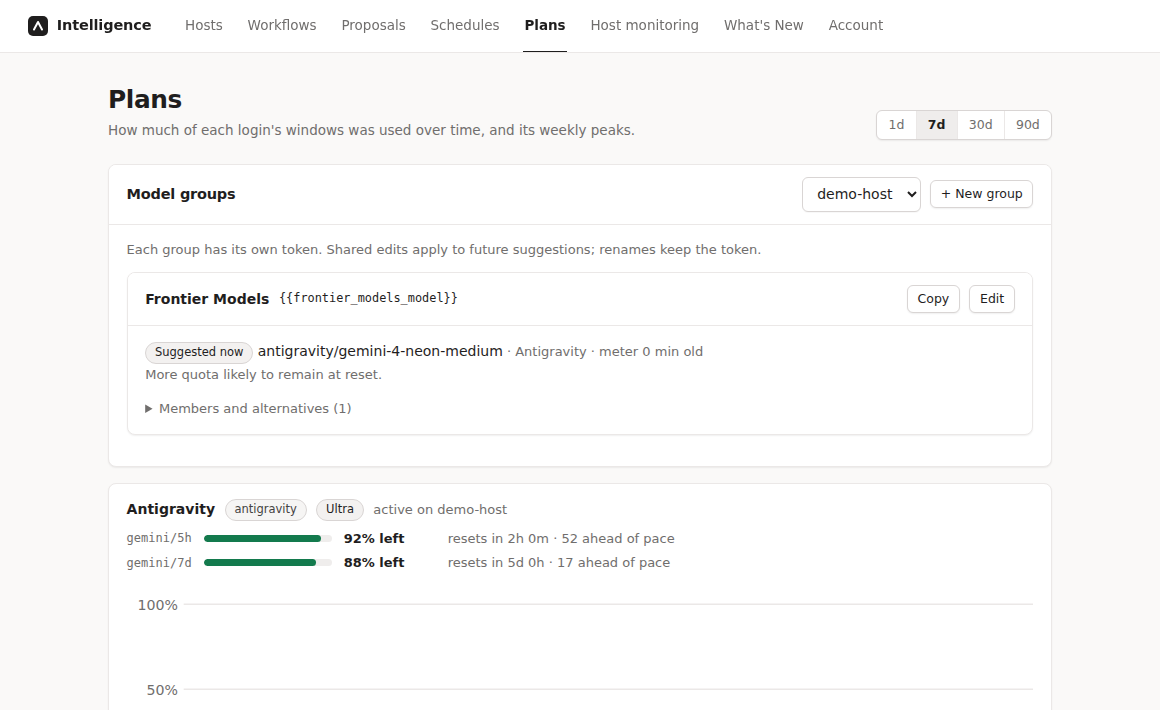 Intelligence Hosts Workflows Proposals Schedules Plans Host monitoring What's New Account
Plans
How much of each login's windows was used over time, and its weekly peaks.
1d 7d 30d 90d
Model groups
demo-host
+ New group
Each group has its own token. Shared edits apply to future suggestions; renames keep the token.
Frontier Models {{frontier_models_model}}
Copy Edit
Suggested now antigravity/gemini-4-neon-medium · Antigravity · meter 0 min old
More quota likely to remain at reset.
Members and alternatives (1)
Antigravity antigravity Ultra active on demo-host
gemini/5h 92% left resets in 2h 0m · 52 ahead of pace
gemini/7d 88% left resets in 5d 0h · 17 ahead of pace
100%
50%